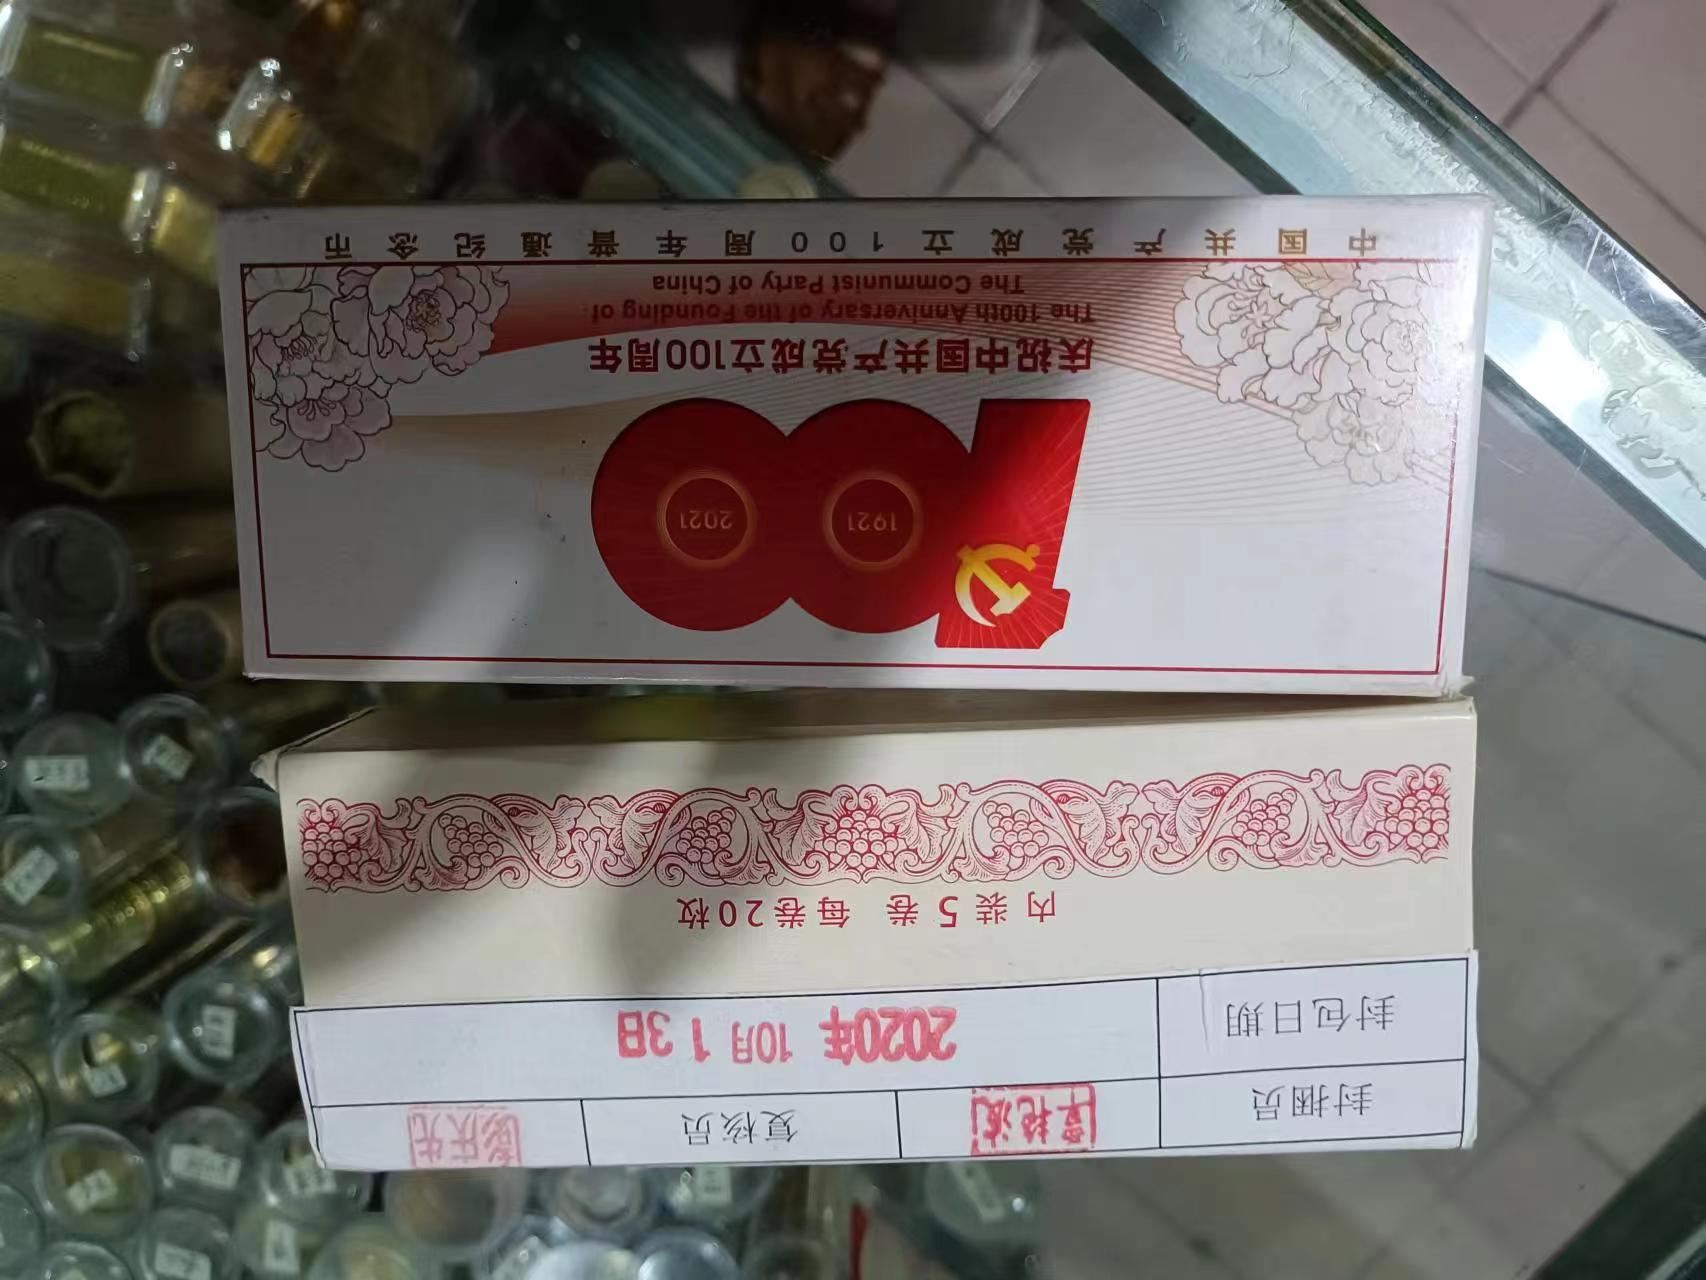 中国共产党成立100周年普通纪念币
The 100th Anniversary of the Founding of
The Communist Party of China
庆祝中国共产党成立100周年
1921
2021
内装5卷 每卷20枚
封包日期 2020年 10月 1 3日
封捆员 复核员 彭庆先